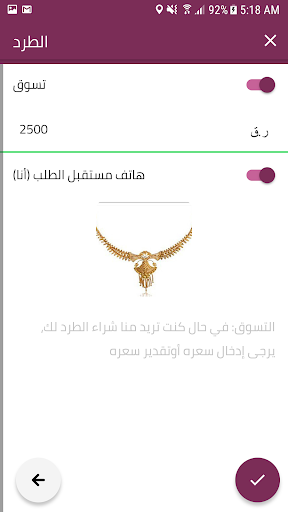 92% 5:18 AM
الطرد
تسوق
2500 ر.ق
هاتف مستقبل الطلب (أنا)
التسوق: في حال كنت تريد منا شراء الطرد لك,
يرجى إدخال سعره أوتقدير سعره